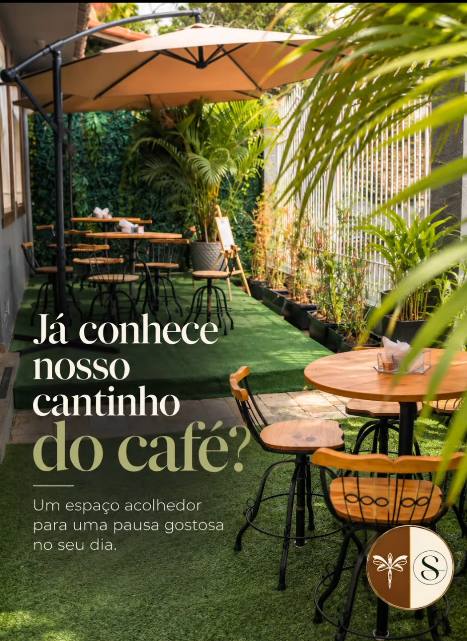 Já conhece
nosso
cantinho
do café?
Um espaço acolhedor
para uma pausa gostosa
no seu dia.
S